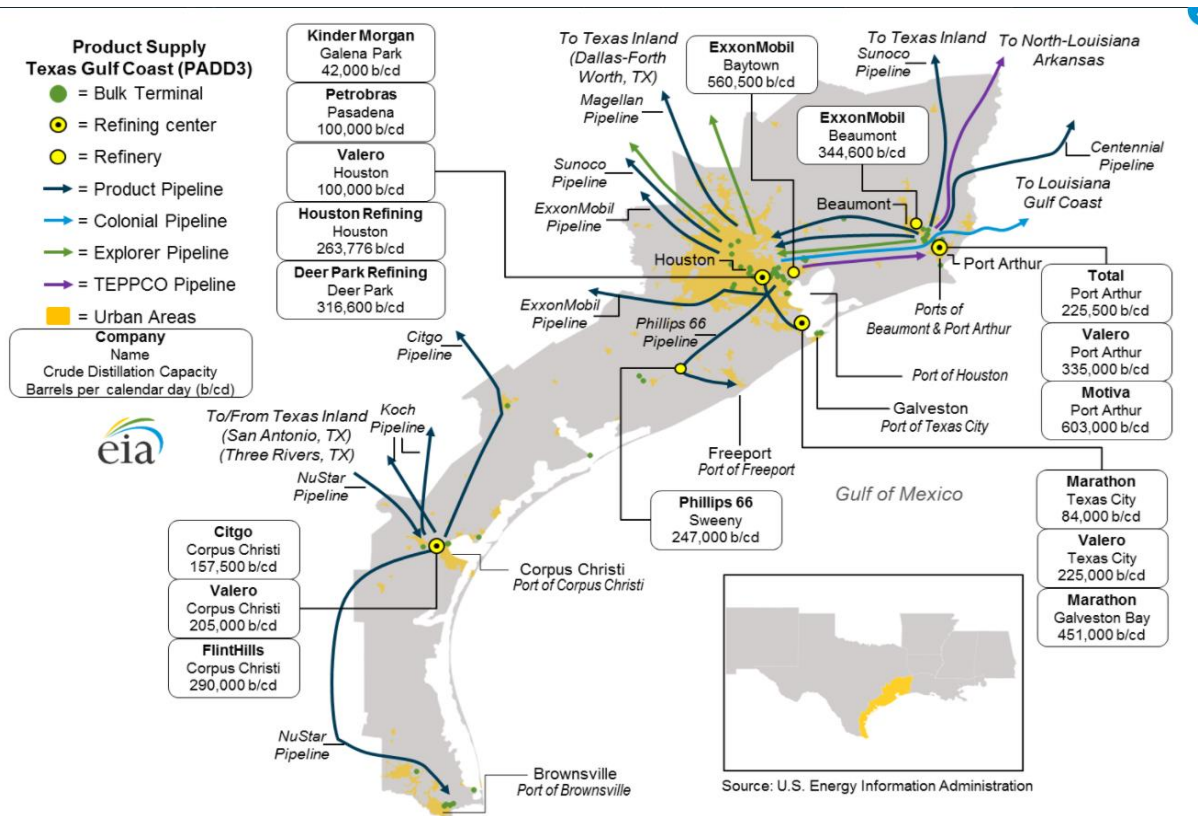 Product Supply
Texas Gulf Coast (PADD3)
= Bulk Terminal
= Refining center
= Refinery
= Product Pipeline
= Colonial Pipeline
= Explorer Pipeline
= TEPPCO Pipeline
= Urban Areas
Company
Name
Crude Distillation Capacity
Barrels per calendar day (b/cd)
eia
Kinder Morgan
Galena Park
42,000 b/cd
Petrobras
Pasadena
100,000 b/cd
Valero
Houston
100,000 b/cd
Houston Refining
Houston
263,776 b/cd
Deer Park Refining
Deer Park
316,600 b/cd
To Texas Inland
(Dallas-Forth
Worth, TX)
Magellan
Pipeline
Sunoco
Pipeline
ExxonMobil
Pipeline
ExxonMobil
Baytown
560,500 b/cd
ExxonMobil
Beaumont
344,600 b/cd
To Texas Inland
Sunoco
Pipeline
To North-Louisiana
Arkansas
Centennial
Pipeline
To Louisiana
Gulf Coast
Beaumont
Houston
Port Arthur
Ports of
Beaumont & Port Arthur
Total
Port Arthur
225,500 b/cd
Valero
Port Arthur
335,000 b/cd
Motiva
Port Arthur
603,000 b/cd
ExxonMobil
Pipeline
Phillips 66
Pipeline
Port of Houston
Galveston
Port of Texas City
Freeport
Port of Freeport
Citgo
Pipeline
Koch
Pipeline
To/From Texas Inland
(San Antonio, TX)
(Three Rivers, TX)
NuStar
Pipeline
Phillips 66
Sweeny
247,000 b/cd
Gulf of Mexico
Marathon
Texas City
84,000 b/cd
Valero
Texas City
225,000 b/cd
Marathon
Galveston Bay
451,000 b/cd
Citgo
Corpus Christi
157,500 b/cd
Valero
Corpus Christi
205,000 b/cd
FlintHills
Corpus Christi
290,000 b/cd
Corpus Christi
Port of Corpus Christi
NuStar
Pipeline
Brownsville
Port of Brownsville
Source: U.S. Energy Information Administration